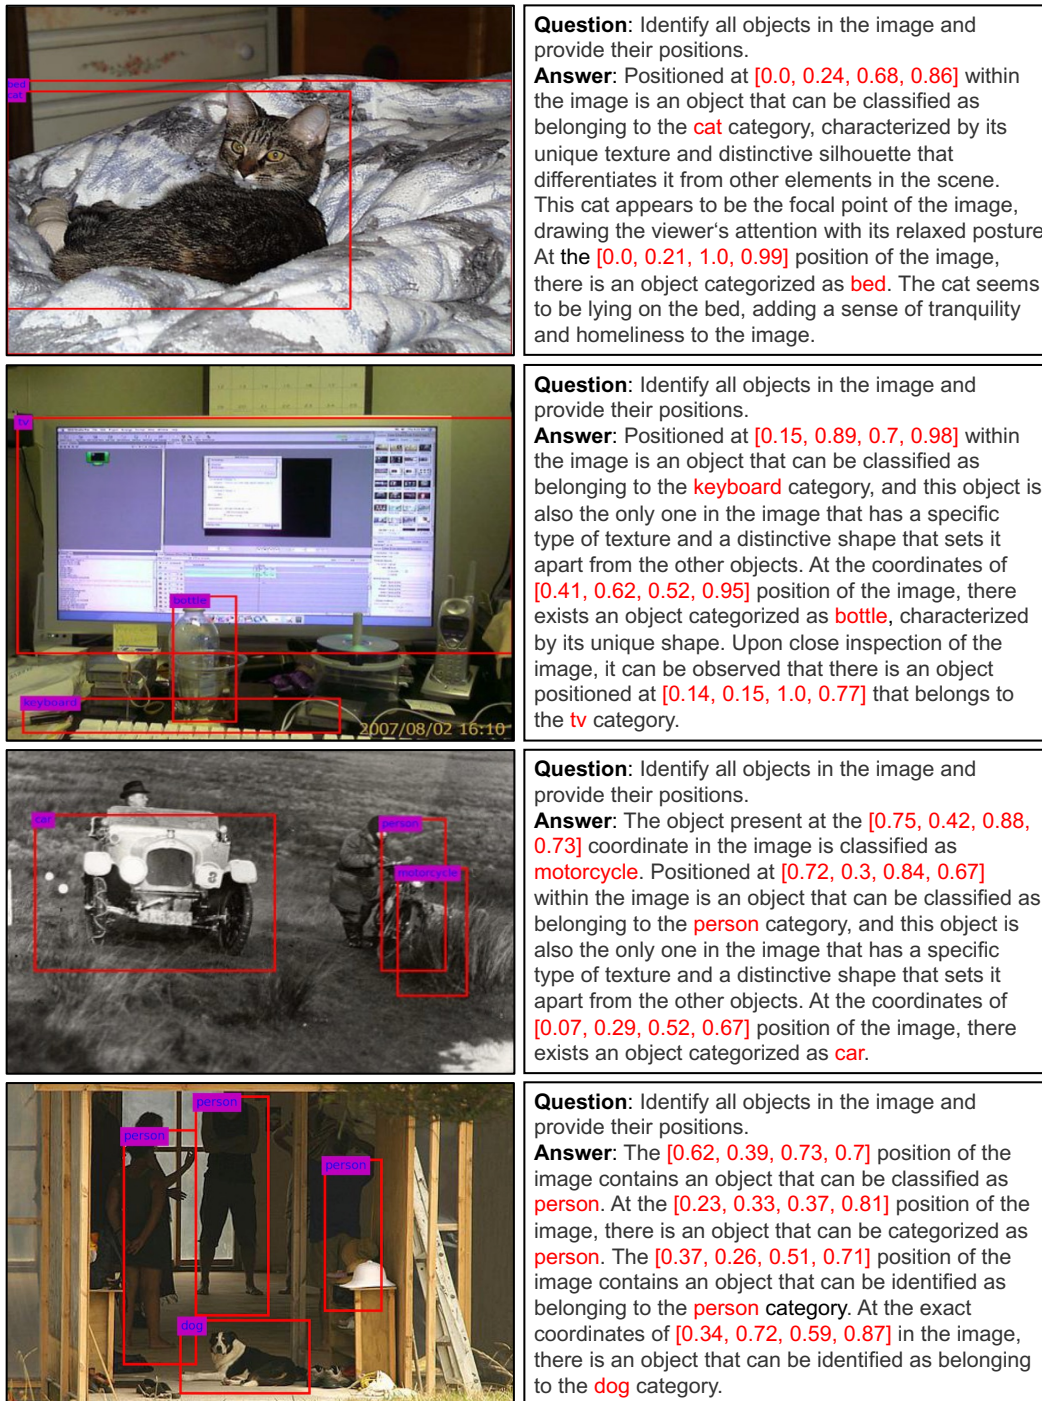 bed
cat
Question: Identify all objects in the image and
provide their positions.
Answer: Positioned at [0.0, 0.24, 0.68, 0.86] within
the image is an object that can be classified as
belonging to the cat category, characterized by its
unique texture and distinctive silhouette that
differentiates it from other elements in the scene.
This cat appears to be the focal point of the image,
drawing the viewer‘s attention with its relaxed posture
At the [0.0, 0.21, 1.0, 0.99] position of the image,
there is an object categorized as bed. The cat seems
to be lying on the bed, adding a sense of tranquility
and homeliness to the image.
tv
bottle
keyboard
2007/08/02 16:10
Question: Identify all objects in the image and
provide their positions.
Answer: Positioned at [0.15, 0.89, 0.7, 0.98] within
the image is an object that can be classified as
belonging to the keyboard category, and this object is
also the only one in the image that has a specific
type of texture and a distinctive shape that sets it
apart from the other objects. At the coordinates of
[0.41, 0.62, 0.52, 0.95] position of the image, there
exists an object categorized as bottle, characterized
by its unique shape. Upon close inspection of the
image, it can be observed that there is an object
positioned at [0.14, 0.15, 1.0, 0.77] that belongs to
the tv category.
car
person
motorcycle
Question: Identify all objects in the image and
provide their positions.
Answer: The object present at the [0.75, 0.42, 0.88,
0.73] coordinate in the image is classified as
motorcycle. Positioned at [0.72, 0.3, 0.84, 0.67]
within the image is an object that can be classified as
belonging to the person category, and this object is
also the only one in the image that has a specific
type of texture and a distinctive shape that sets it
apart from the other objects. At the coordinates of
[0.07, 0.29, 0.52, 0.67] position of the image, there
exists an object categorized as car.
person
person
person
dog
Question: Identify all objects in the image and
provide their positions.
Answer: The [0.62, 0.39, 0.73, 0.7] position of the
image contains an object that can be classified as
person. At the [0.23, 0.33, 0.37, 0.81] position of the
image, there is an object that can be categorized as
person. The [0.37, 0.26, 0.51, 0.71] position of the
image contains an object that can be identified as
belonging to the person category. At the exact
coordinates of [0.34, 0.72, 0.59, 0.87] in the image,
there is an object that can be identified as belonging
to the dog category.